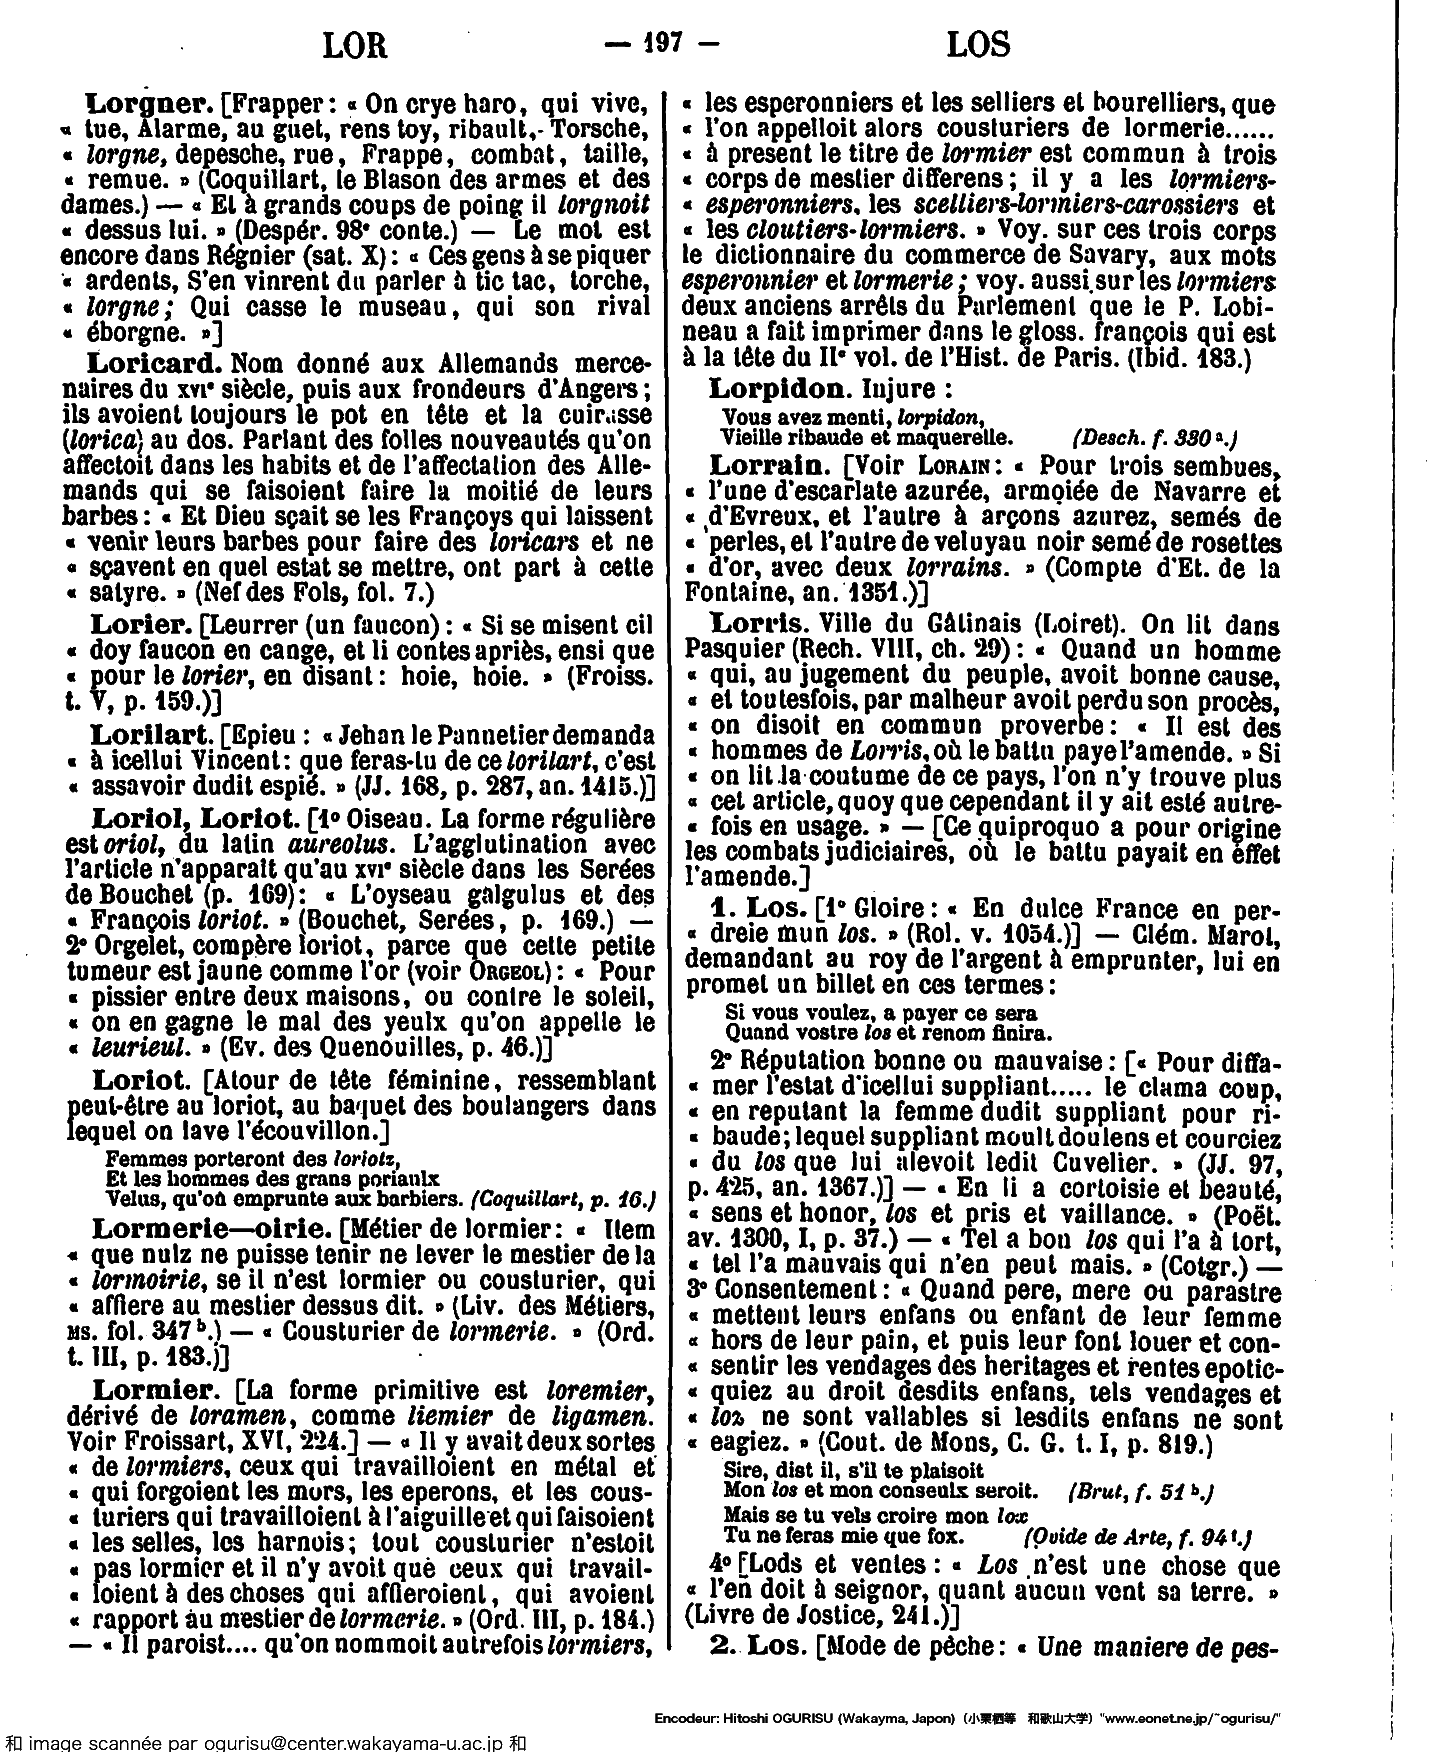 LOR — 197 — LOS
Lorgner. [Frapper : « On crye haro, qui vive,
« tue, Alarme, au guet, rens toy, ribault, Torsche,
« lorgne, depesche, rue, Frappe, combat, taille,
« remue. » (Coquillart, le Blason des armes et des
dames.) — « Et à grands coups de poing il lorgnoit
« dessus lui. » (Despér. 98e conte.) — Le mot est
encore dans Régnier (sat. X) : « Ces gens à se piquer
« ardents, S'en vinrent du parler à tic tac, torche,
« lorgne ; Qui casse le museau, qui son rival
« éborgne. »]
Loricard. Nom donné aux Allemands merce-
naires du XVIe siècle, puis aux frondeurs d'Angers ;
ils avoient toujours le pot en tête et la cuirasse
(lorica) au dos. Parlant des folles nouveautés qu'on
affectoit dans les habits et de l'affectation des Alle-
mands qui se faisoient faire la moitié de leurs
barbes : « Et Dieu sçait se les Françoys qui laissent
« venir leurs barbes pour faire des loricars et ne
« sçavent en quel estat se mettre, ont part à cette
« satyre. » (Nef des Fols, fol. 7.)
Lorier. [Leurrer (un faucon) : « Si se misent cil
« doy faucon en cange, et li contes apriès, ensi que
« pour le lorier, en disant : hoie, hoie. » (Froiss.
t. V, p. 159.)]
Lorilart. [Epieu : « Jehan le Pannetier demanda
« à icellui Vincent : que feras-tu de ce lorilart, c'est
« assavoir dudit espié. » (JJ. 168, p. 287, an. 1415.)]
Loriol, Loriot. [1o Oiseau. La forme régulière
est oriol, du latin aureolus. L'agglutination avec
l'article n'apparaît qu'au XVIe siècle dans les Serées
de Bouchet (p. 169) : « L'oyseau galgulus et des
« François loriot. » (Bouchet, Serées, p. 169.) —
2o Orgelet, compère loriot, parce que cette petite
tumeur est jaune comme l'or (voir ORGEOL) : « Pour
« pissier entre deux maisons, ou contre le soleil,
« on en gagne le mal des yeulx qu'on appelle le
« leurieul. » (Ev. des Quenouilles, p. 46.)]
Loriot. [Atour de tête féminine, ressemblant
peut-être au loriot, au baquet des boulangers dans
lequel on lave l'écouvillon.]
Femmes porteront des loriotz,
Et les hommes des grans poriaulx
Velus, qu'on emprunte aux barbiers. (Coquillart, p. 16.)
Lormerie—oirie. [Métier de lormier : « Item
« que nulz ne puisse tenir ne lever le mestier de la
« lormoirie, se il n'est lormier ou cousturier, qui
« affiere au mestier dessus dit. » (Liv. des Métiers,
MS. fol. 347 b.) — « Cousturier de lormerie. » (Ord.
t. III, p. 183.)]
Lormier. [La forme primitive est loremier,
dérivé de loramen, comme liemier de ligamen.
Voir Froissart, XVI, 224.] — « Il y avait deux sortes
« de lormiers, ceux qui travailloient en métal et
« qui forgoient les mors, les eperons, et les cous-
« turiers qui travailloient à l'aiguille et qui faisoient
« les selles, les harnois ; tout cousturier n'estoit
« pas lormier et il n'y avoit que ceux qui travail-
« loient à des choses qui affieroient, qui avoient
« rapport au mestier de lormerie. » (Ord. III, p. 184.)
— « Il paroist.... qu'on nommoit autrefois lormiers,
« les esperonniers et les selliers et bourelliers, que
« l'on appelloit alors cousturiers de lormerie......
« à present le titre de lormier est commun à trois
« corps de mestier differens ; il y a les lormiers-
« esperonniers, les scelliers-lormiers-carossiers et
« les cloutiers-lormiers. » Voy. sur ces trois corps
le dictionnaire du commerce de Savary, aux mots
esperonnier et lormerie ; voy. aussi sur les lormiers
deux anciens arrêts du Parlement que le P. Lobi-
neau a fait imprimer dans le gloss. françois qui est
à la tête du IIe vol. de l'Hist. de Paris. (Ibid. 183.)
Lorpidon. Injure :
Vous avez menti, lorpidon,
Vieille ribaude et maquerelle. (Desch. f. 330 a.)
Lorrain. [Voir LORAIN : « Pour trois sembues,
« l'une d'escarlate azurée, armoiée de Navarre et
« d'Evreux, et l'autre à arçons azurez, semés de
« perles, et l'autre de veluyau noir semé de rosettes
« d'or, avec deux lorrains. » (Compte d'Et. de la
Fontaine, an. 1351.)]
Lorris. Ville du Gâtinais (Loiret). On lit dans
Pasquier (Rech. VIII, ch. 29) : « Quand un homme
« qui, au jugement du peuple, avoit bonne cause,
« et toutesfois, par malheur avoit perdu son procès,
« on disoit en commun proverbe : « Il est des
« hommes de Lorris, où le battu paye l'amende. » Si
« on lit la coutume de ce pays, l'on n'y trouve plus
« cet article, quoy que cependant il y ait esté autre-
« fois en usage. » — [Ce quiproquo a pour origine
les combats judiciaires, où le battu payait en effet
l'amende.]
1. Los. [1o Gloire : « En dulce France en per-
« dreie mun los. » (Rol. v. 1054.)] — Clém. Marot,
demandant au roy de l'argent à emprunter, lui en
promet un billet en ces termes :
Si vous voulez, a payer ce sera
Quand vostre los et renom finira.
2o Réputation bonne ou mauvaise : [« Pour diffa-
« mer l'estat d'icellui suppliant..... le clama coup,
« en reputant la femme dudit suppliant pour ri-
« baude ; lequel suppliant moult doulens et courciez
« du los que lui alevoit ledit Cuvelier. » (JJ. 97,
p. 425, an. 1367.)] — « En li a cortoisie et beauté,
« sens et honor, los et pris et vaillance. » (Poët.
av. 1300, I, p. 37.) — « Tel a bon los qui l'a à tort,
« tel l'a mauvais qui n'en peut mais. » (Cotgr.) —
3o Consentement : « Quand pere, mere ou parastre
« mettent leurs enfans ou enfant de leur femme
« hors de leur pain, et puis leur font louer et con-
« sentir les vendages des heritages et rentes epotic-
« quiez au droit desdits enfans, tels vendages et
« loz ne sont vallables si lesdits enfans ne sont
« eagiez. » (Cout. de Mons, C. G. t. I, p. 819.)
Sire, dist il, s'il te plaisoit
Mon los et mon conseulx seroit. (Brut, f. 51 b.)
Mais se tu vels croire mon lox
Tu ne feras mie que fox. (Ovide de Arte, f. 94 f.)
4o [Lods et ventes : « Los n'est une chose que
« l'en doit à seignor, quant aucun vent sa terre. »
(Livre de Jostice, 241.)]
2. Los. [Mode de pêche : « Une maniere de pes-
Encodeur: Hitoshi OGURISU (Wakayma, Japon) (小栗栖等 和歌山大学) "www.eonet.ne.jp/~ogurisu/"
和 image scannée par ogurisu@center.wakayama-u.ac.jp 和